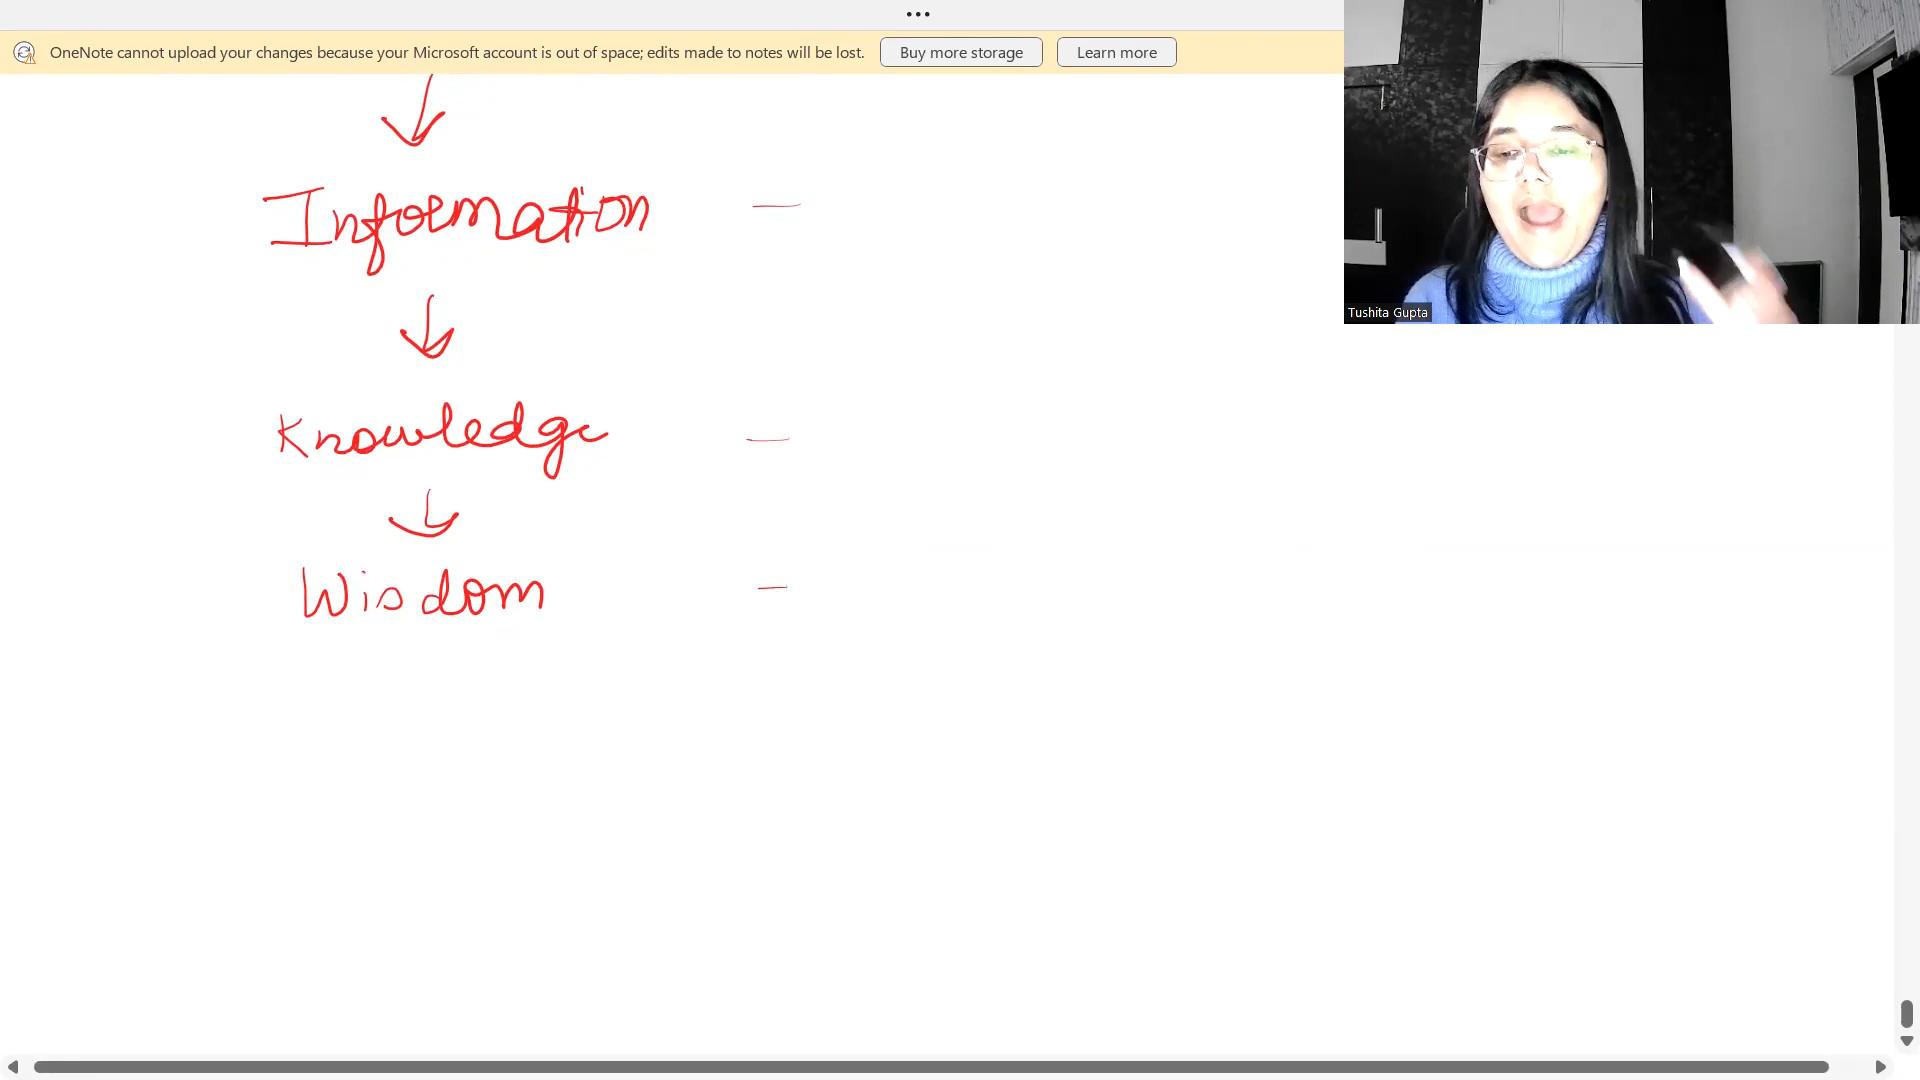 OneNote cannot upload your changes because your Microsoft account is out of space; edits made to notes will be lost. Buy more storage Learn more
Tushita Gupta
Information –
Knowledge –
Wisdom –